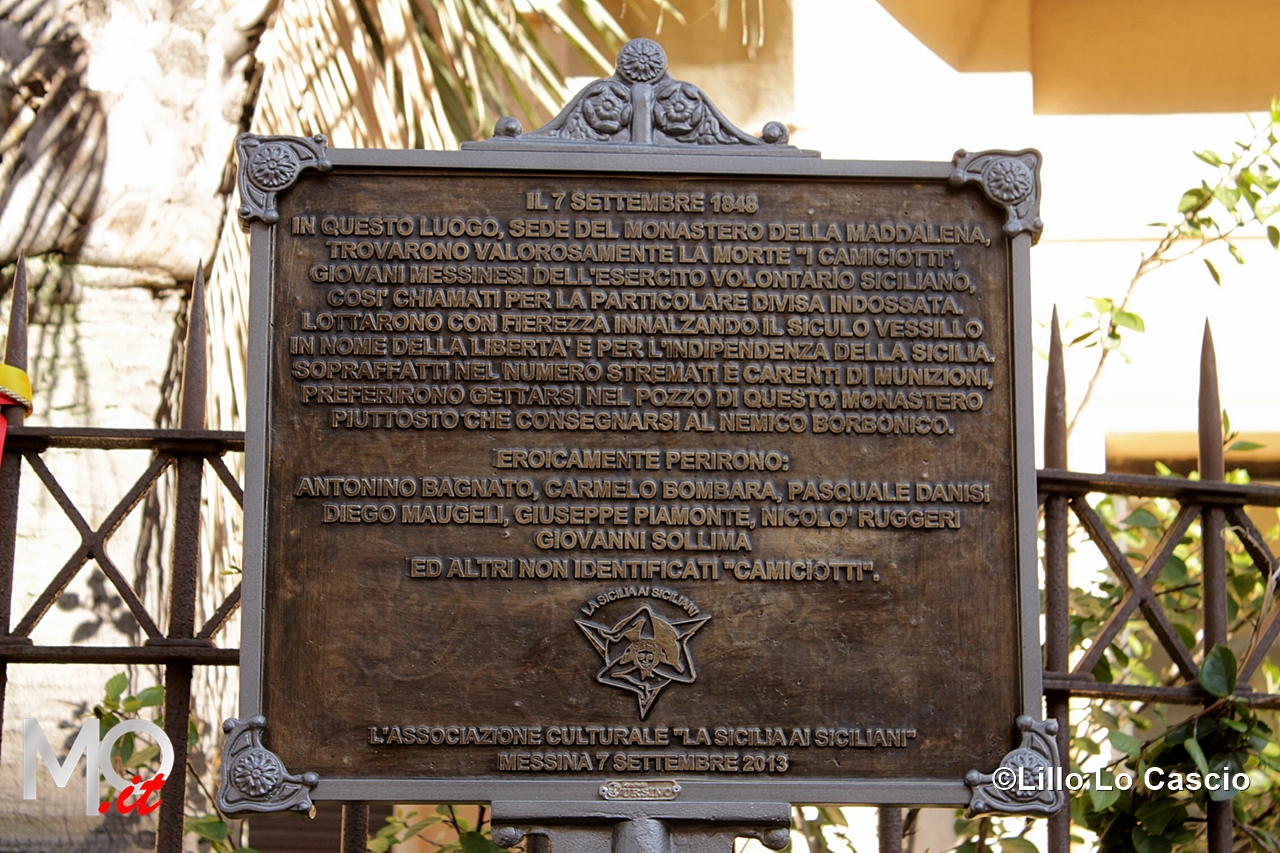 IL 7 SETTEMBRE 1848
IN QUESTO LUOGO, SEDE DEL MONASTERO DELLA MADDALENA,
TROVARONO VALOROSAMENTE LA MORTE "I CAMICIOTTI",
GIOVANI MESSINESI DELL'ESERCITO VOLONTARIO SICILIANO,
COSI' CHIAMATI PER LA PARTICOLARE DIVISA INDOSSATA.
LOTTARONO CON FIEREZZA INNALZANDO IL SICULO VESSILLO
IN NOME DELLA LIBERTA' E PER L'INDIPENDENZA DELLA SICILIA.
SOPRAFFATTI NEL NUMERO STREMATI E CARENTI DI MUNIZIONI,
PREFERIRONO GETTARSI NEL POZZO DI QUESTO MONASTERO
PIUTTOSTO CHE CONSEGNARSI AL NEMICO BORBONICO.
EROICAMENTE PERIRONO:
ANTONINO BAGNATO, CARMELO BOMBARA, PASQUALE DANISI
DIEGO MAUGELI, GIUSEPPE PIAMONTE, NICOLO' RUGGERI
GIOVANNI SOLLIMA
ED ALTRI NON IDENTIFICATI "CAMICIOTTI".
LA SICILIA AI SICILIANI
L'ASSOCIAZIONE CULTURALE "LA SICILIA AI SICILIANI"
MESSINA 7 SETTEMBRE 2013
URSINO
MQ.it
©Lillo Lo Cascio